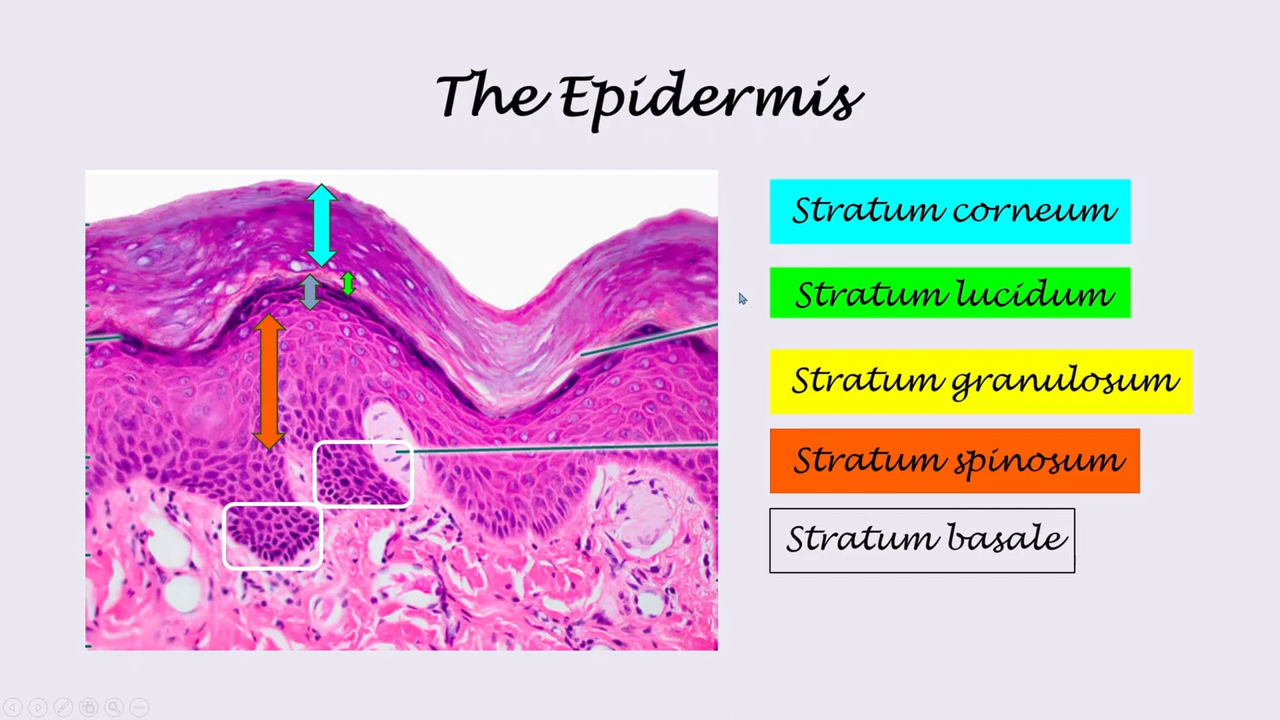 The Epidermis
Stratum corneum
Stratum lucidum
Stratum granulosum
Stratum spinosum
Stratum basale